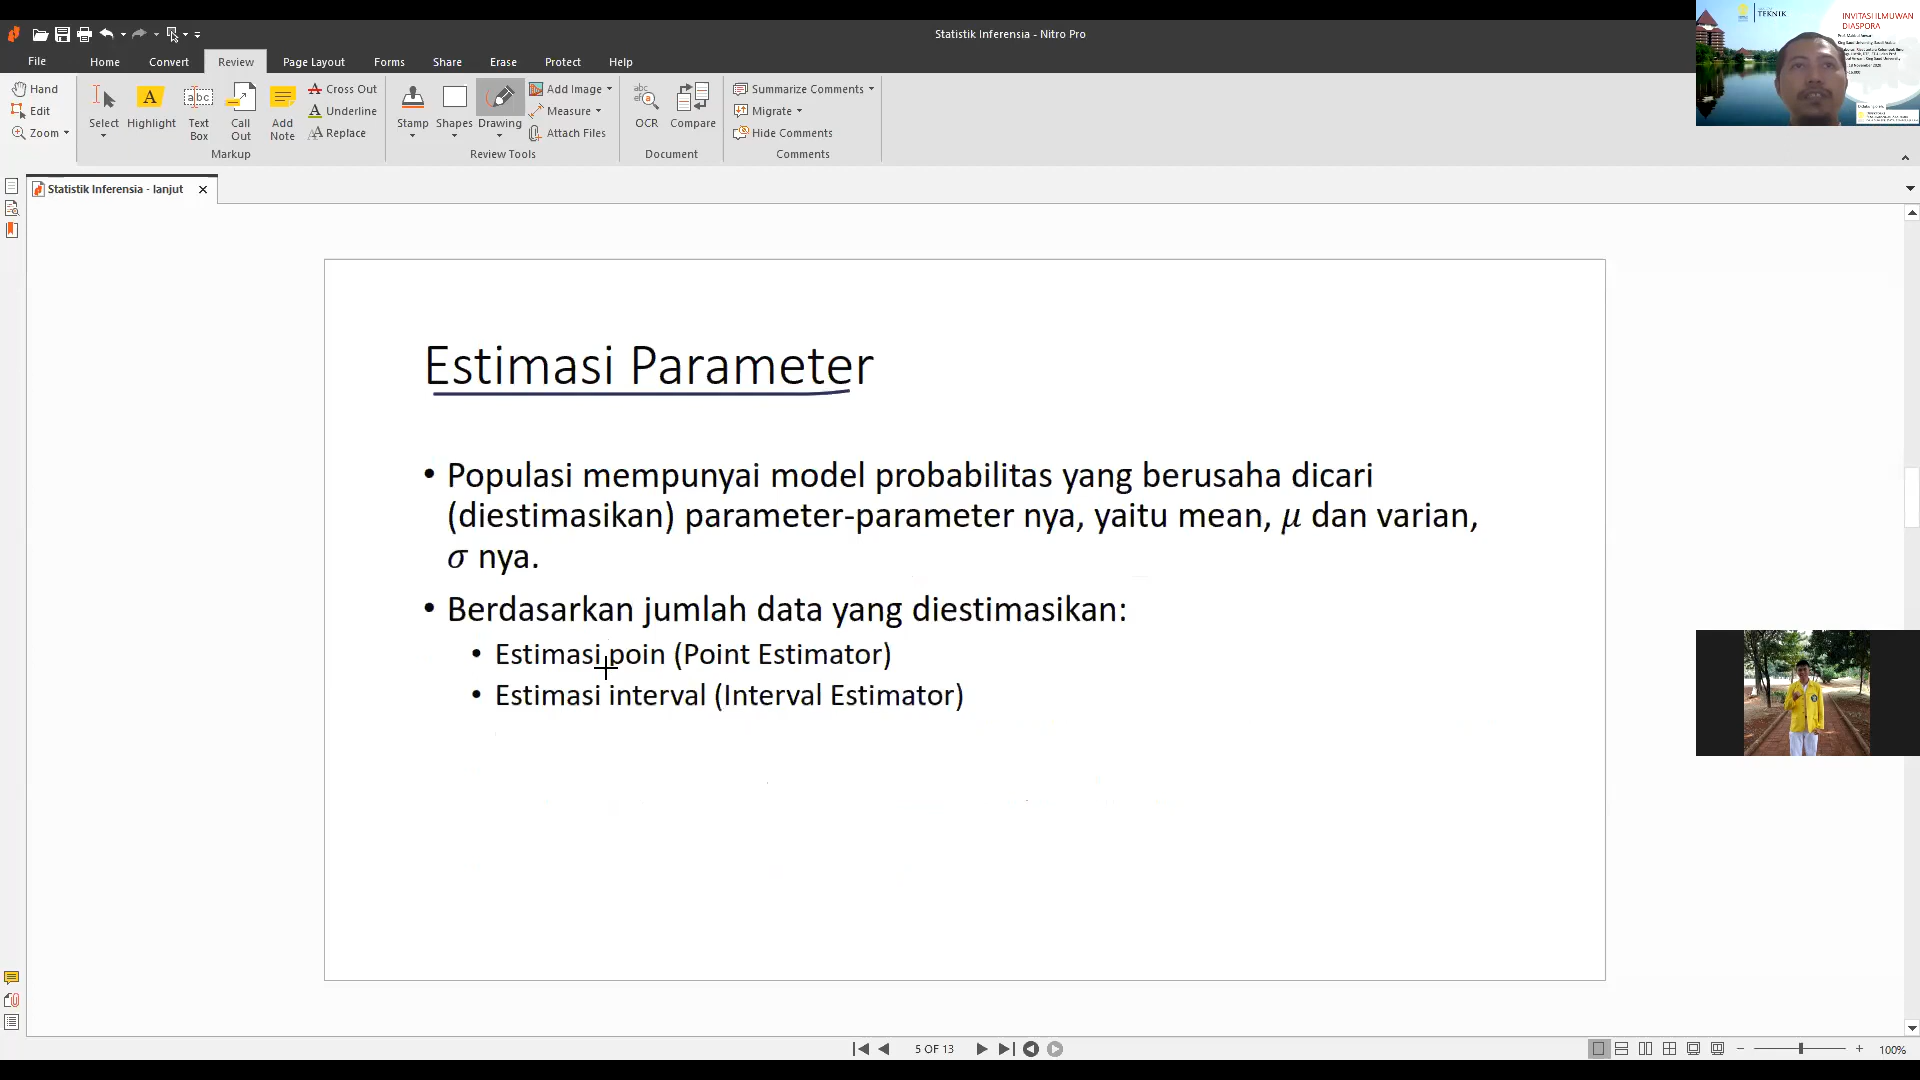 Statistik Inferensia - Nitro Pro
File Home Convert Review Page Layout Forms Share Erase Protect Help
Hand
Edit
Zoom
Select
Highlight
Text Box
Call Out
Add Note
Cross Out
Underline
Replace
Markup
Stamp
Shapes
Drawing
Add Image
Measure
Attach Files
Review Tools
OCR
Compare
Document
Summarize Comments
Migrate
Hide Comments
Comments
TEKNIK
INVITASI ILMUWAN
DIASPORA
Statistik Inferensia - lanjut
Estimasi Parameter
• Populasi mempunyai model probabilitas yang berusaha dicari
(diestimasikan) parameter-parameter nya, yaitu mean, μ dan varian,
σ nya.
• Berdasarkan jumlah data yang diestimasikan:
• Estimasi poin (Point Estimator)
• Estimasi interval (Interval Estimator)
5 OF 13
100%